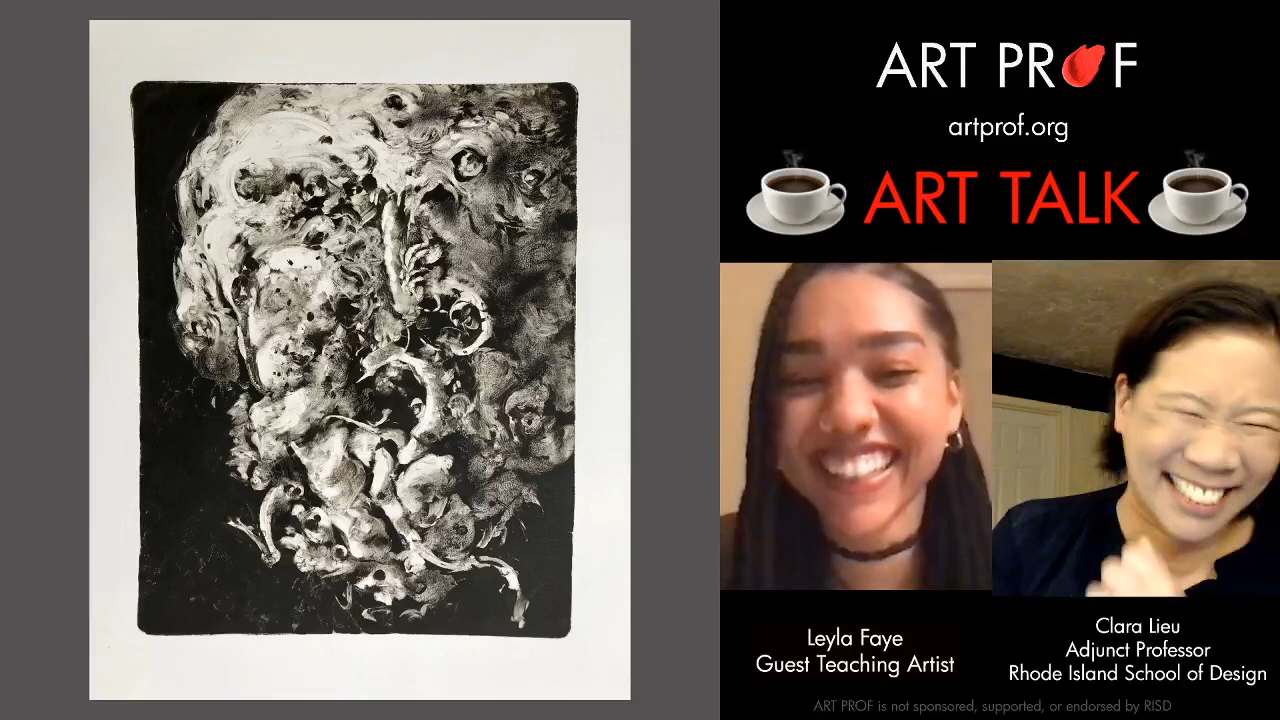 ART PROF
artprof.org
ART TALK
Leyla Faye
Guest Teaching Artist
Clara Lieu
Adjunct Professor
Rhode Island School of Design
ART PROF is not sponsored, supported, or endorsed by RISD